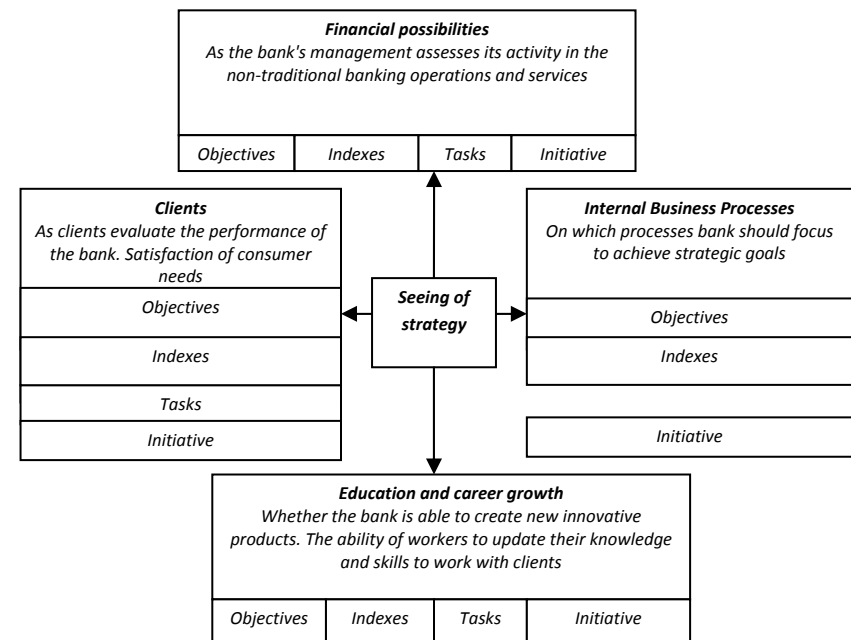 Financial possibilities
As the bank's management assesses its activity in the
non-traditional banking operations and services
Objectives
Indexes
Tasks
Initiative
Clients
As clients evaluate the performance of
the bank. Satisfaction of consumer
needs
Objectives
Indexes
Tasks
Initiative
Seeing of
strategy
Internal Business Processes
On which processes bank should focus
to achieve strategic goals
Objectives
Indexes
Initiative
Education and career growth
Whether the bank is able to create new innovative
products. The ability of workers to update their knowledge
and skills to work with clients
Objectives
Indexes
Tasks
Initiative